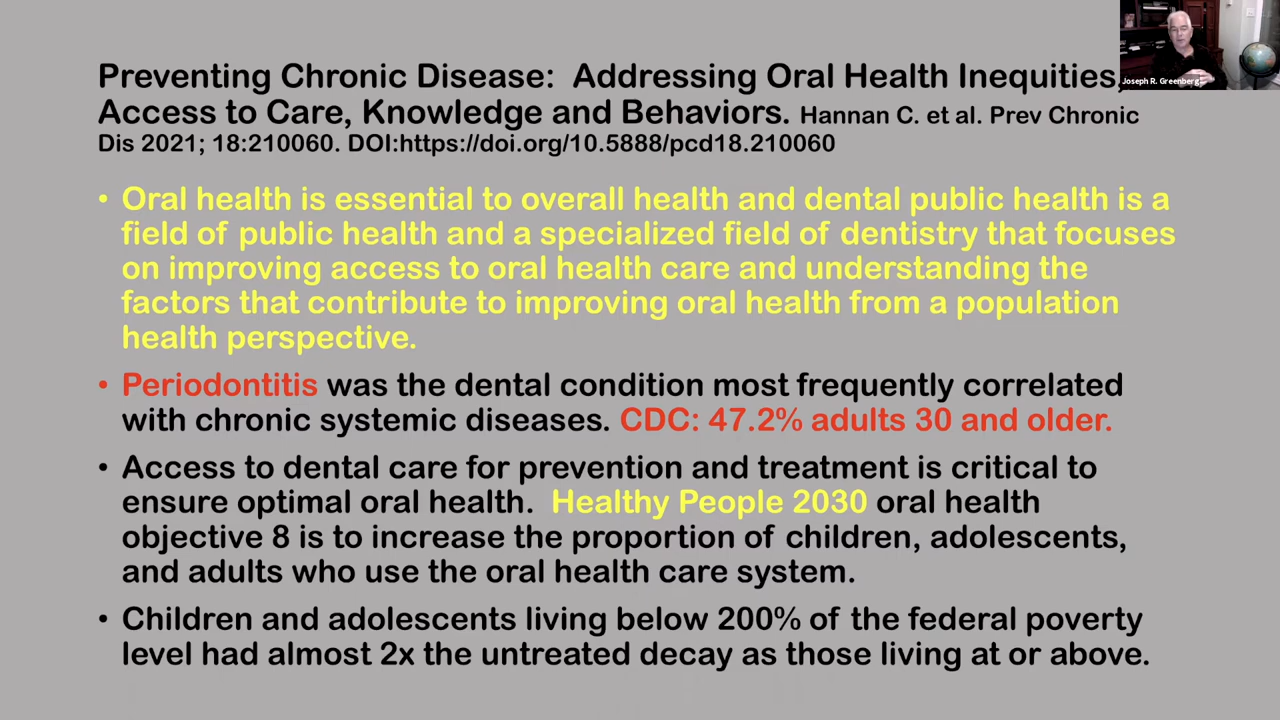 Preventing Chronic Disease: Addressing Oral Health Inequities,
Access to Care, Knowledge and Behaviors. Hannan C. et al. Prev Chronic
Dis 2021; 18:210060. DOI:https://doi.org/10.5888/pcd18.210060
• Oral health is essential to overall health and dental public health is a
field of public health and a specialized field of dentistry that focuses
on improving access to oral health care and understanding the
factors that contribute to improving oral health from a population
health perspective.
• Periodontitis was the dental condition most frequently correlated
with chronic systemic diseases. CDC: 47.2% adults 30 and older.
• Access to dental care for prevention and treatment is critical to
ensure optimal oral health. Healthy People 2030 oral health
objective 8 is to increase the proportion of children, adolescents,
and adults who use the oral health care system.
• Children and adolescents living below 200% of the federal poverty
level had almost 2x the untreated decay as those living at or above.
Joseph R. Greenberg